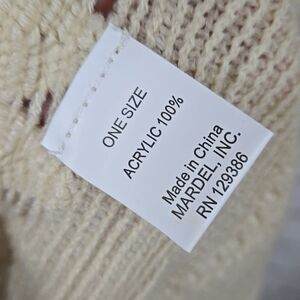 ONE SIZE
ACRYLIC 100%
Made in China
MARDEL, INC.
RN 129386